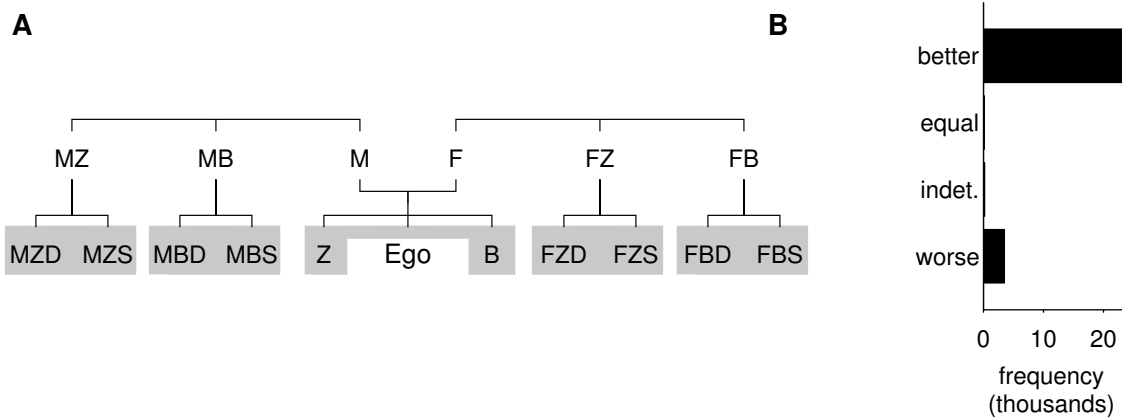 A
B
MZ MB M F FZ FB
MZD MZS MBD MBS Z Ego B FZD FZS FBD FBS
better
equal
indet.
worse
0 10 20
frequency
(thousands)